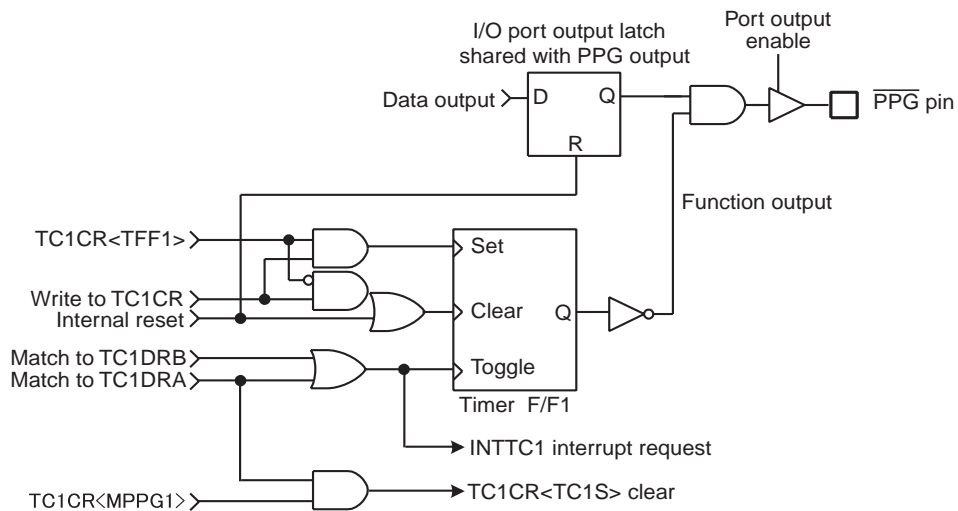 I/O port output latch
shared with PPG output
Port output
enable
Data output
D
Q
R
PPG pin
Function output
TC1CR<TFF1>
Set
Write to TC1CR
Internal reset
Clear
Q
Match to TC1DRB
Match to TC1DRA
Toggle
Timer F/F1
INTTC1 interrupt request
TC1CR<MPPG1>
TC1CR<TC1S> clear